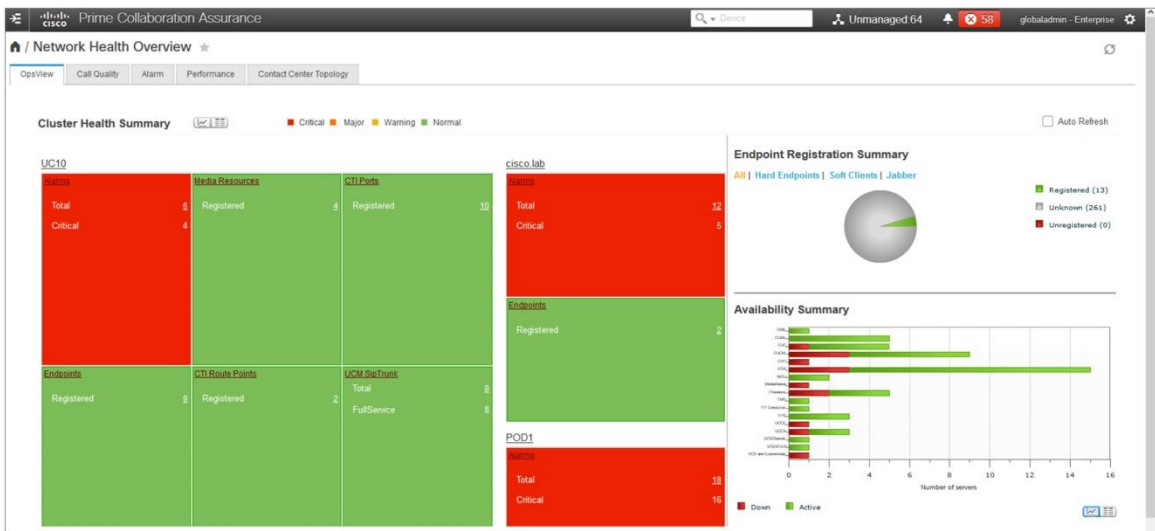 cisco Prime Collaboration Assurance
Device
Unmanaged 64
58
globaladmin - Enterprise
/ Network Health Overview
OpsView
Call Quality
Alarm
Performance
Contact Center Topology
Cluster Health Summary
Critical Major Warning Normal
Auto Refresh
UC10
Alarms
Total 6
Critical 4
Media Resources
Registered 4
CTI Ports
Registered 10
Endpoints
Registered 9
CTI Route Points
Registered 2
UCM SipTrunk
Total 8
FullService 8
cisco.lab
Alarms
Total 12
Critical 5
Endpoints
Registered 2
POD1
Alarms
Total 18
Critical 16
Endpoint Registration Summary
All | Hard Endpoints | Soft Clients | Jabber
Registered (13)
Unknown (261)
Unregistered (0)
Availability Summary
0 2 4 6 8 10 12 14 16
Number of servers
Down Active